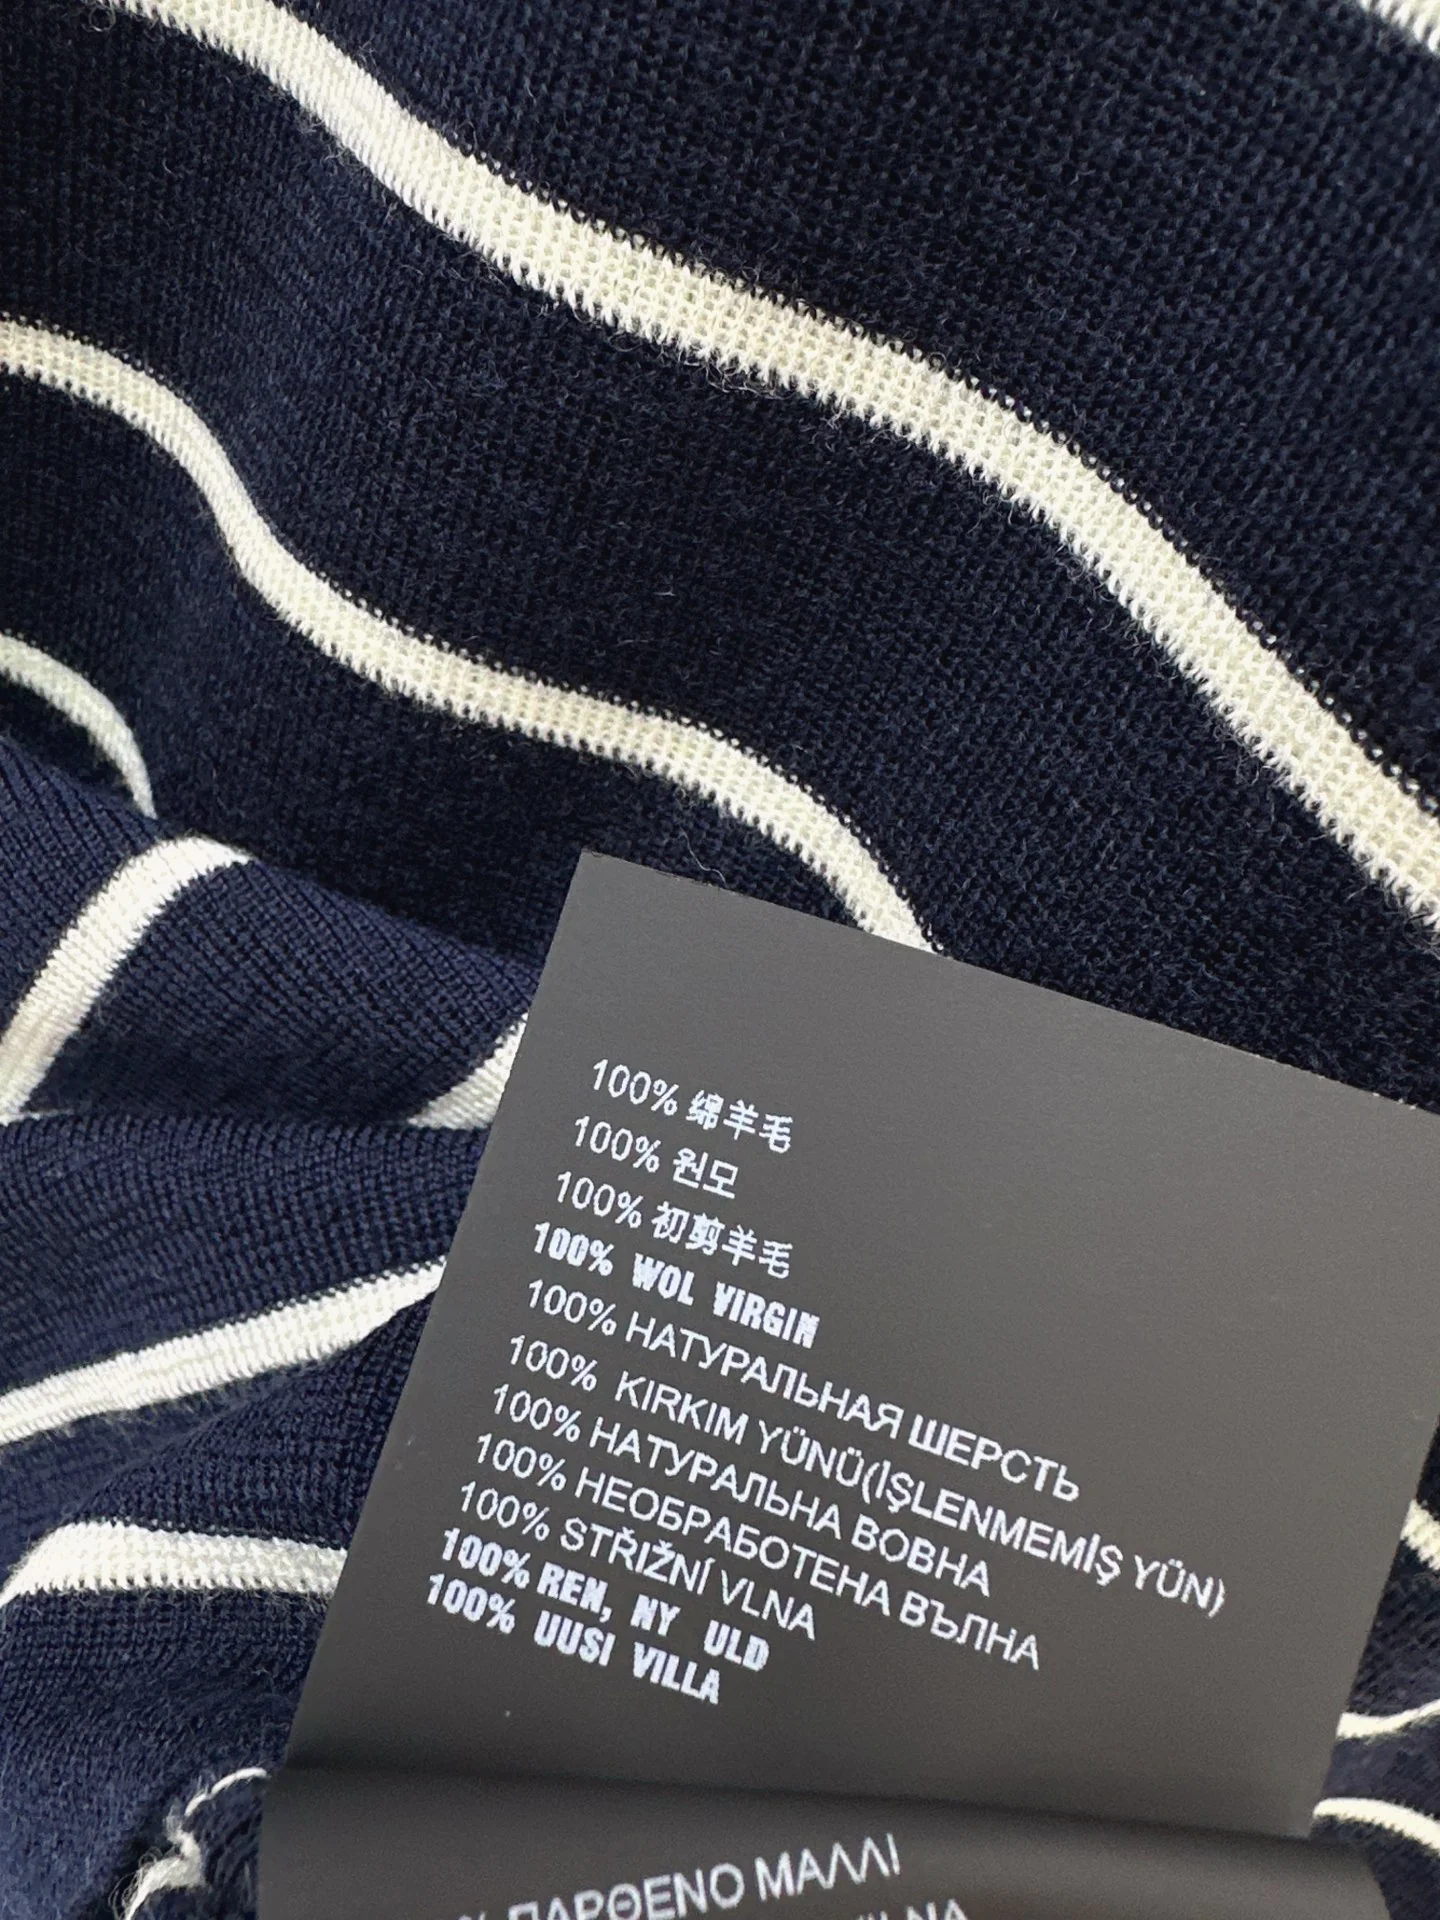 100% 绵羊毛
100% 원모
100% 初剪羊毛
100% WOL VIRGIN
100% НАТУРАЛЬНАЯ ШЕРСТЬ
100% KIRKIM YÜNÜ(İŞLENMEMİŞ YÜN)
100% НАТУРАЛЬНА ВОВНА
100% НЕОБРАБОТЕНА ВЪЛНА
100% STŘIŽNÍ VLNA
100% REN, NY ULD
100% UUSI VILLA
% ΠΑΡΘΕΝΟ ΜΑΛΛΙ